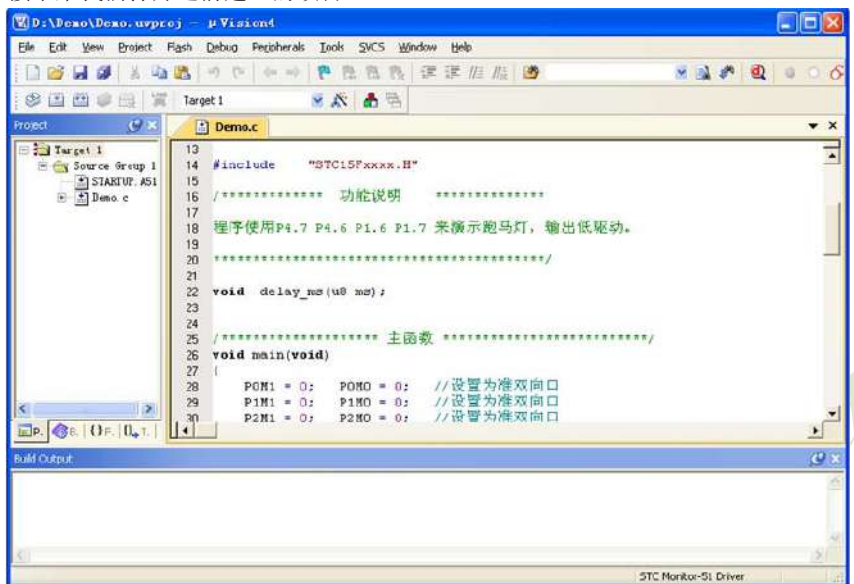 D:\Demo\Demo.uvproj - µVision4
File Edit View Project Flash Debug Peripherals Tools SVCS Window Help
Target 1
Project
Demo.c
Target 1
Source Group 1
STARTUP.A51
Demo.c
13
14 #include "STC15Fxxxx.H"
15
16 /************* 功能说明 **************
17
18 程序使用P4.7 P4.6 P1.6 P1.7 来演示跑马灯, 输出低驱动。
19
20 ******************************************/
21
22 void delay_ms(u8 ms);
23
24
25 /******************** 主函数 **************************/
26 void main(void)
27 {
28 P0M1 = 0; P0M0 = 0; //设置为准双向口
29 P1M1 = 0; P1M0 = 0; //设置为准双向口
30 P2M1 = 0; P2M0 = 0; //设置为准双向口
P. B. {} F. 0. T.
Build Output
STC Monitor-51 Driver